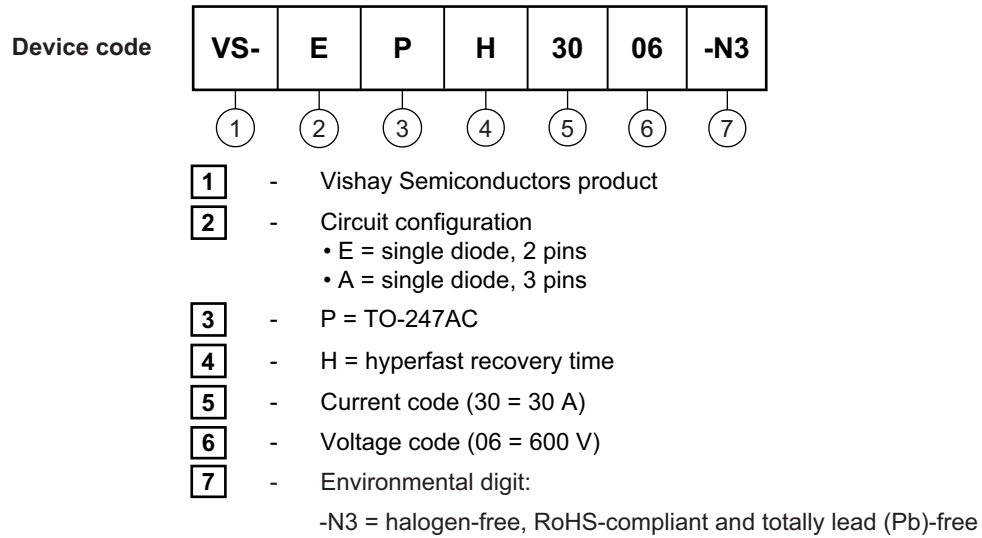 Device code VS- E P H 30 06 -N3
1 2 3 4 5 6 7
1 - Vishay Semiconductors product
2 - Circuit configuration
• E = single diode, 2 pins
• A = single diode, 3 pins
3 - P = TO-247AC
4 - H = hyperfast recovery time
5 - Current code (30 = 30 A)
6 - Voltage code (06 = 600 V)
7 - Environmental digit:
-N3 = halogen-free, RoHS-compliant and totally lead (Pb)-free